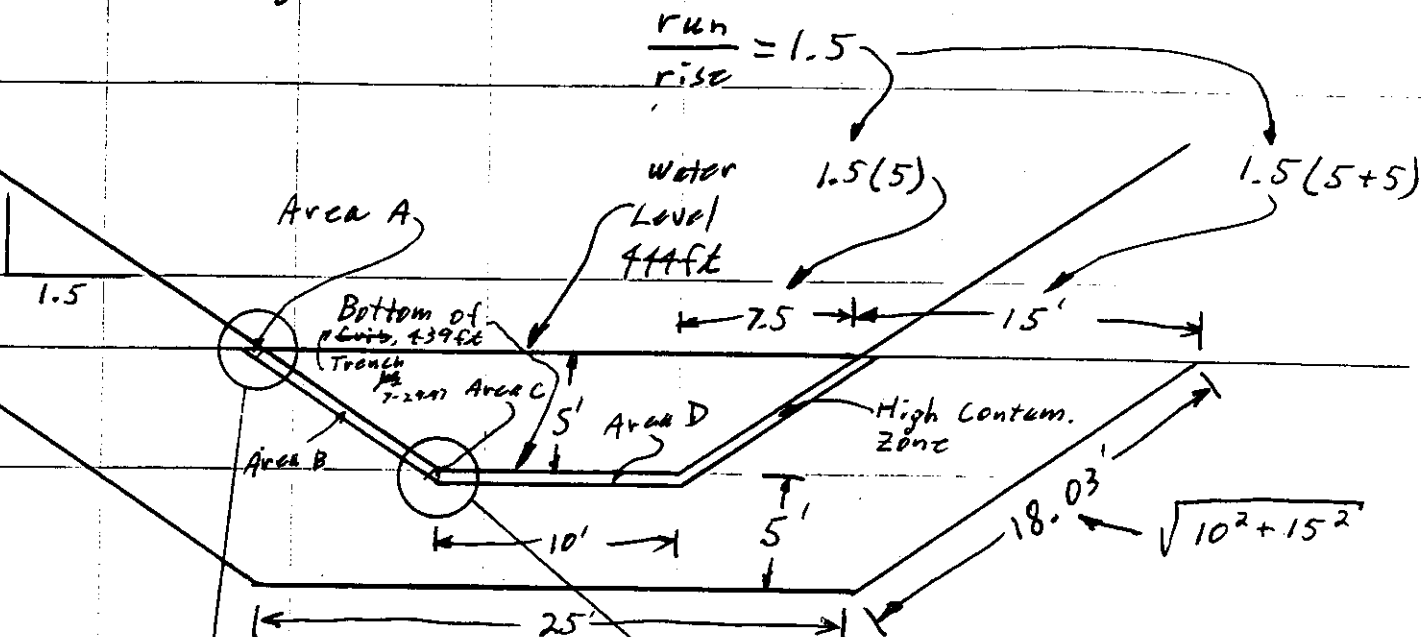 run
rise = 1.5
water
Level
444ft
1.5(5)
1.5(5+5)
Area A
1.5
Bottom of
439ft
Trench
7.5
15'
Area C
5'
Area D
High Contam.
Zone
Area B
10'
5'
18.03'
√10²+15²
25'